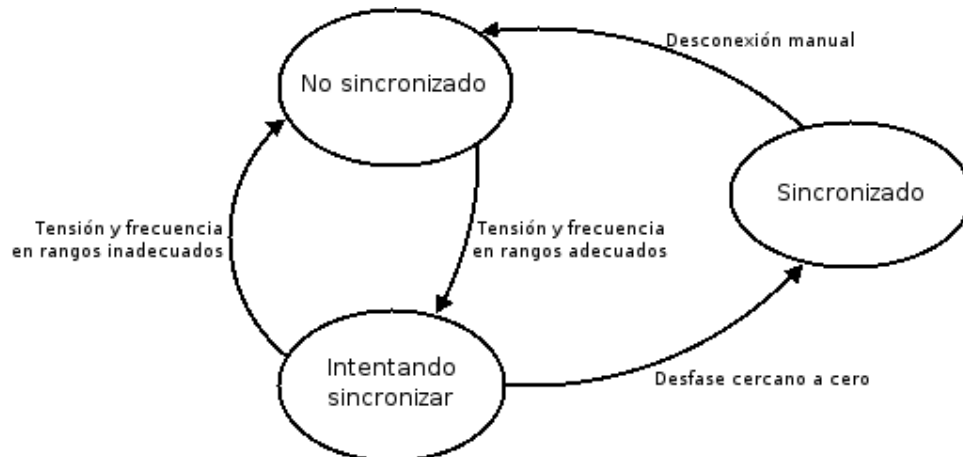 Desconexión manual
No sincronizado
Sincronizado
Tensión y frecuencia
en rangos inadecuados
Tensión y frecuencia
en rangos adecuados
Intentando
sincronizar
Desfase cercano a cero